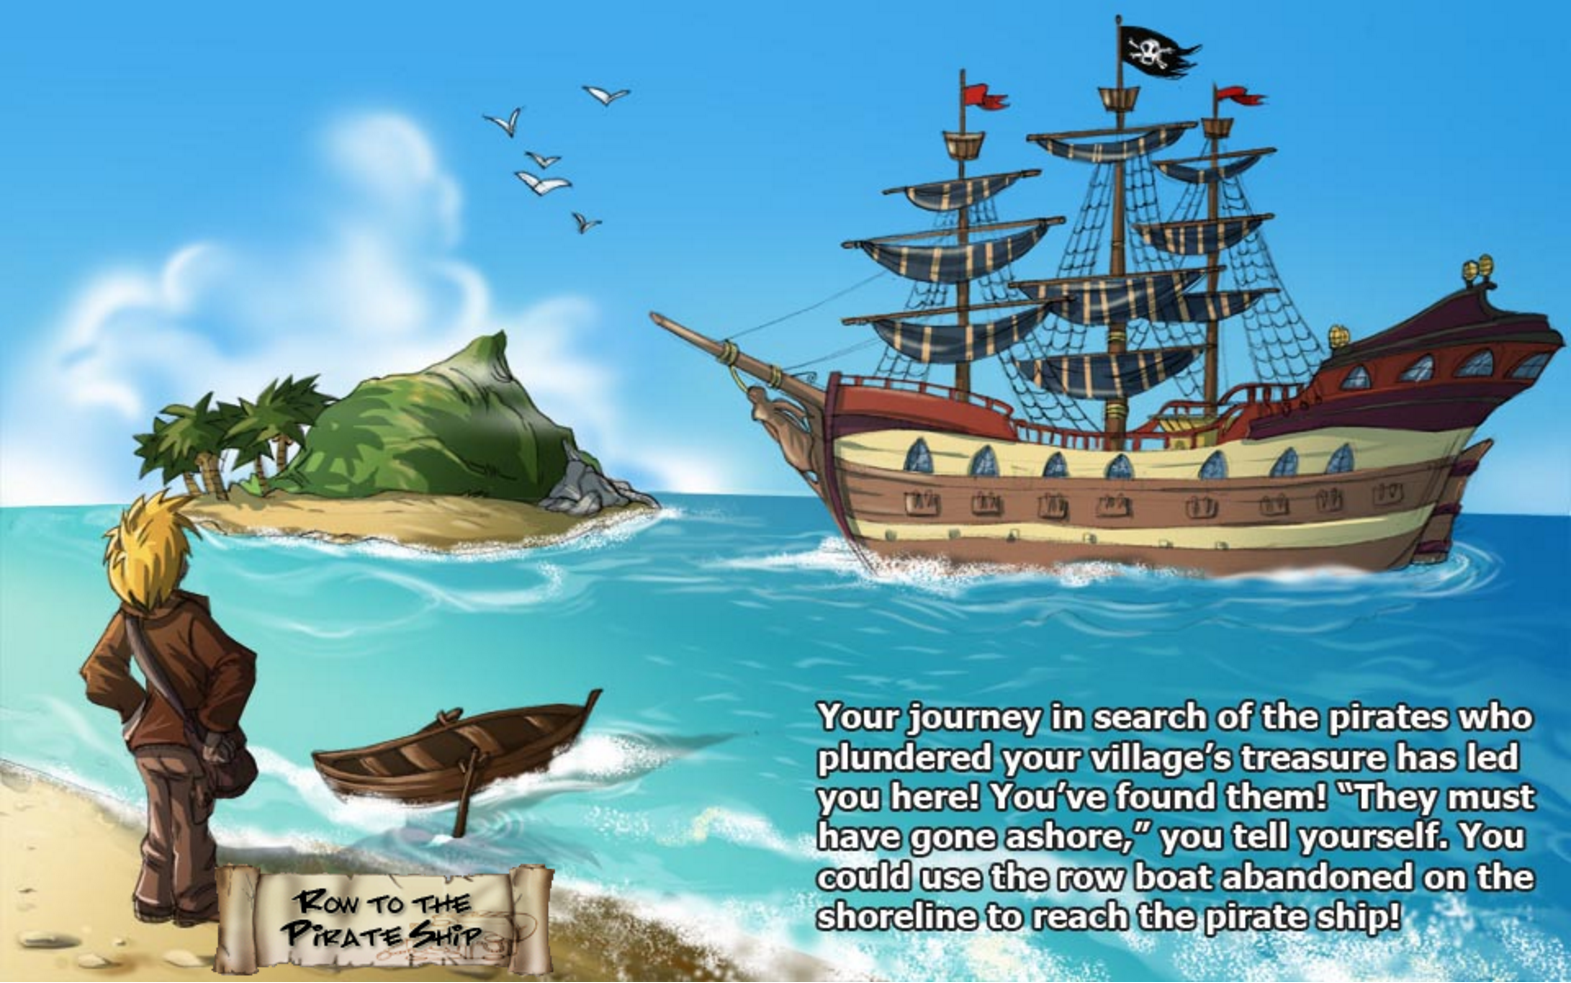 Your journey in search of the pirates who
plundered your village’s treasure has led
you here! You’ve found them! “They must
have gone ashore,” you tell yourself. You
could use the row boat abandoned on the
shoreline to reach the pirate ship!
Row to the
Pirate Ship